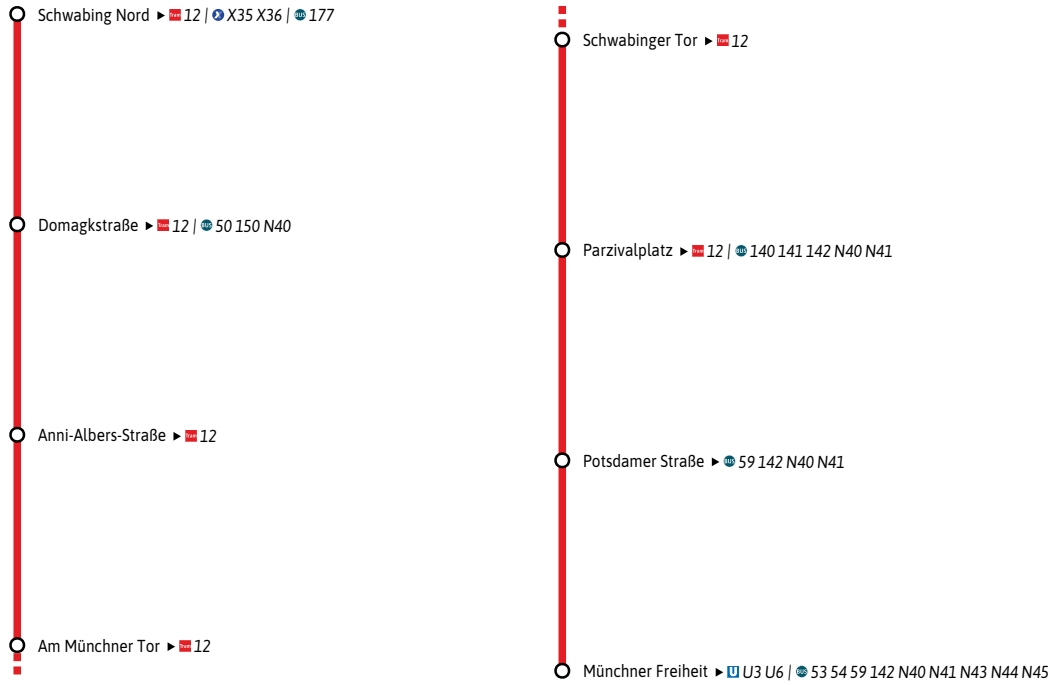 Schwabing Nord ▸ Tram 12 | X X35 X36 | BUS 177
Domagkstraße ▸ Tram 12 | BUS 50 150 N40
Anni-Albers-Straße ▸ Tram 12
Am Münchner Tor ▸ Tram 12
Schwabinger Tor ▸ Tram 12
Parzivalplatz ▸ Tram 12 | BUS 140 141 142 N40 N41
Potsdamer Straße ▸ BUS 59 142 N40 N41
Münchner Freiheit ▸ U U3 U6 | BUS 53 54 59 142 N40 N41 N43 N44 N45